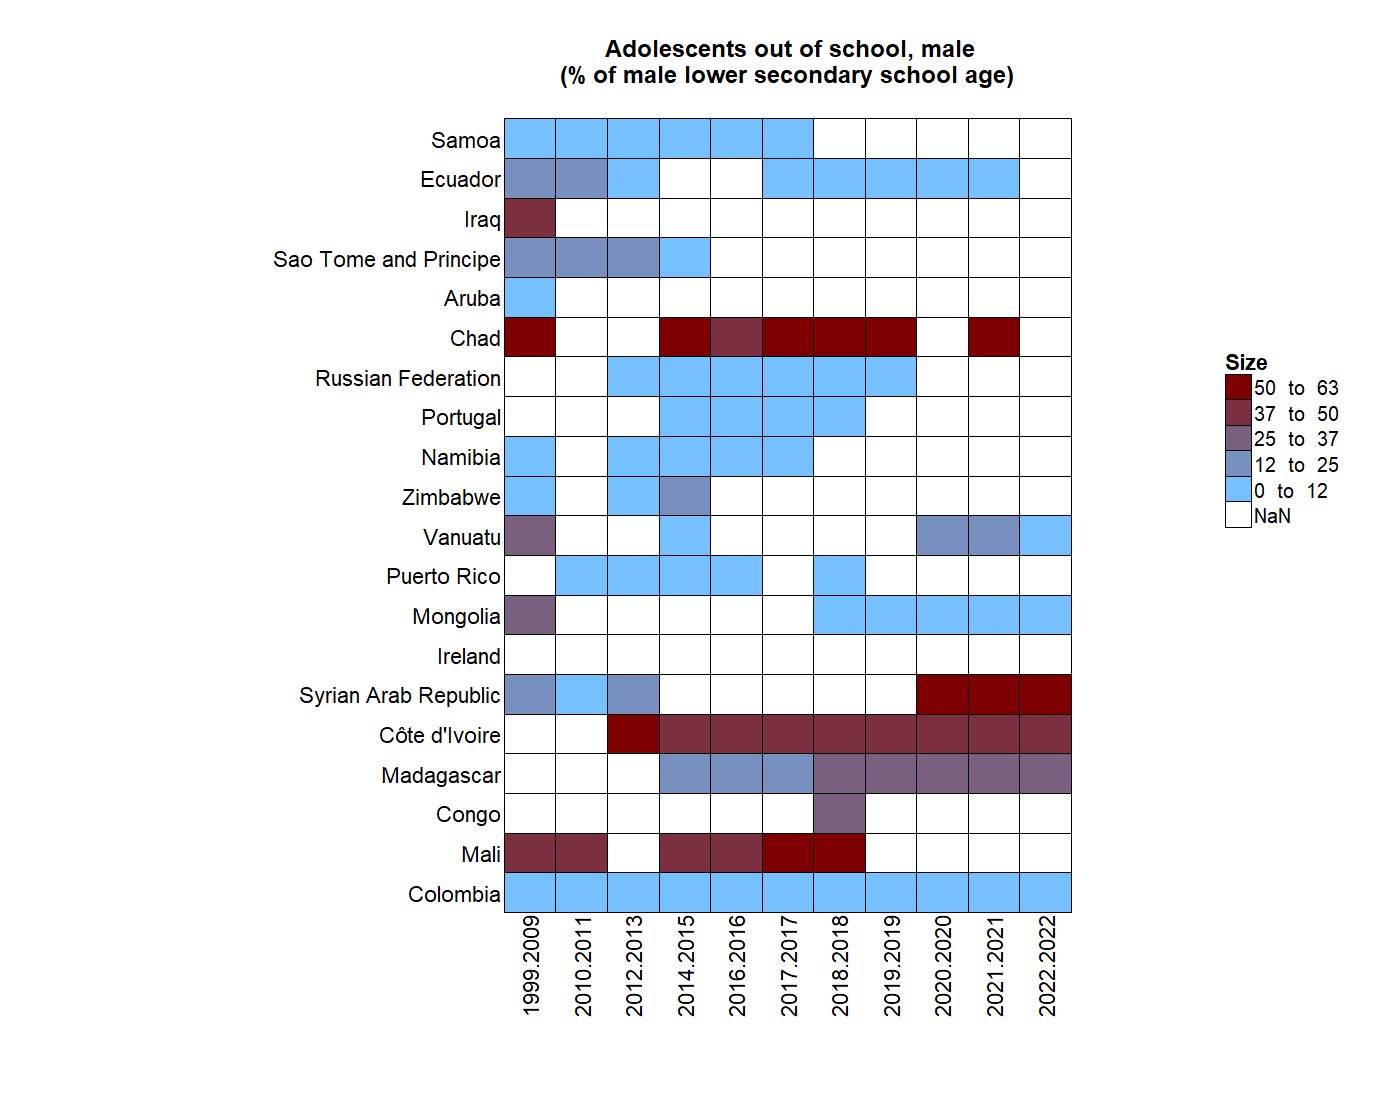 Adolescents out of school, male
(% of male lower secondary school age)
Samoa
Ecuador
Iraq
Sao Tome and Principe
Aruba
Chad
Russian Federation
Portugal
Namibia
Zimbabwe
Vanuatu
Puerto Rico
Mongolia
Ireland
Syrian Arab Republic
Côte d'Ivoire
Madagascar
Congo
Mali
Colombia
1999.2009
2010.2011
2012.2013
2014.2015
2016.2016
2017.2017
2018.2018
2019.2019
2020.2020
2021.2021
2022.2022
Size
50 to 63
37 to 50
25 to 37
12 to 25
0 to 12
NaN